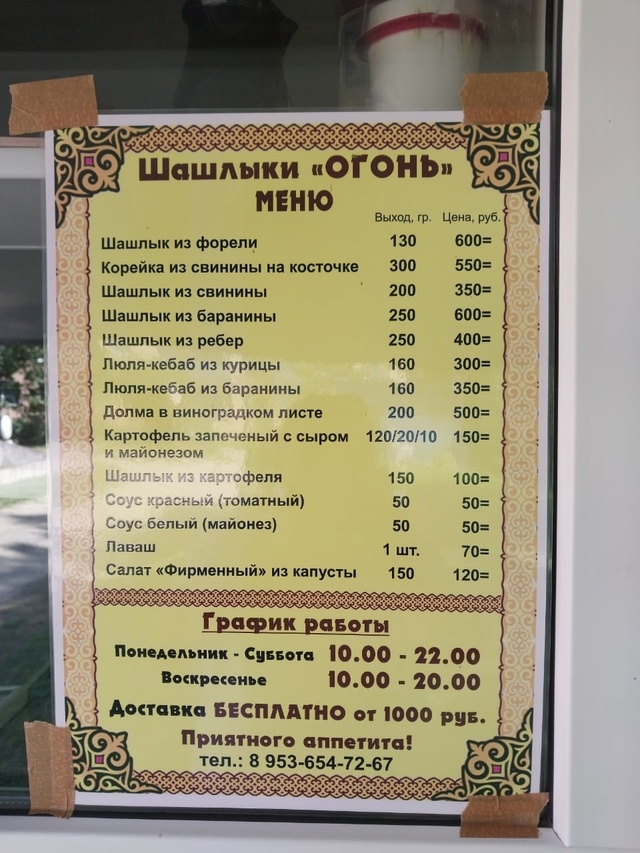 Шашлыки «ОГОНЬ»
МЕНЮ
Выход, гр. Цена, руб.
Шашлык из форели 130 600=
Корейка из свинины на косточке 300 550=
Шашлык из свинины 200 350=
Шашлык из баранины 250 600=
Шашлык из ребер 250 400=
Люля-кебаб из курицы 160 300=
Люля-кебаб из баранины 160 350=
Долма в виноградком листе 200 500=
Картофель запеченый с сыром 120/20/10 150=
и майонезом
Шашлык из картофеля 150 100=
Соус красный (томатный) 50 50=
Соус белый (майонез) 50 50=
Лаваш 1 шт. 70=
Салат «Фирменный» из капусты 150 120=
График работы
Понедельник - Суббота 10.00 - 22.00
Воскресенье 10.00 - 20.00
Доставка БЕСПЛАТНО от 1000 руб.
Приятного аппетита!
тел.: 8 953-654-72-67